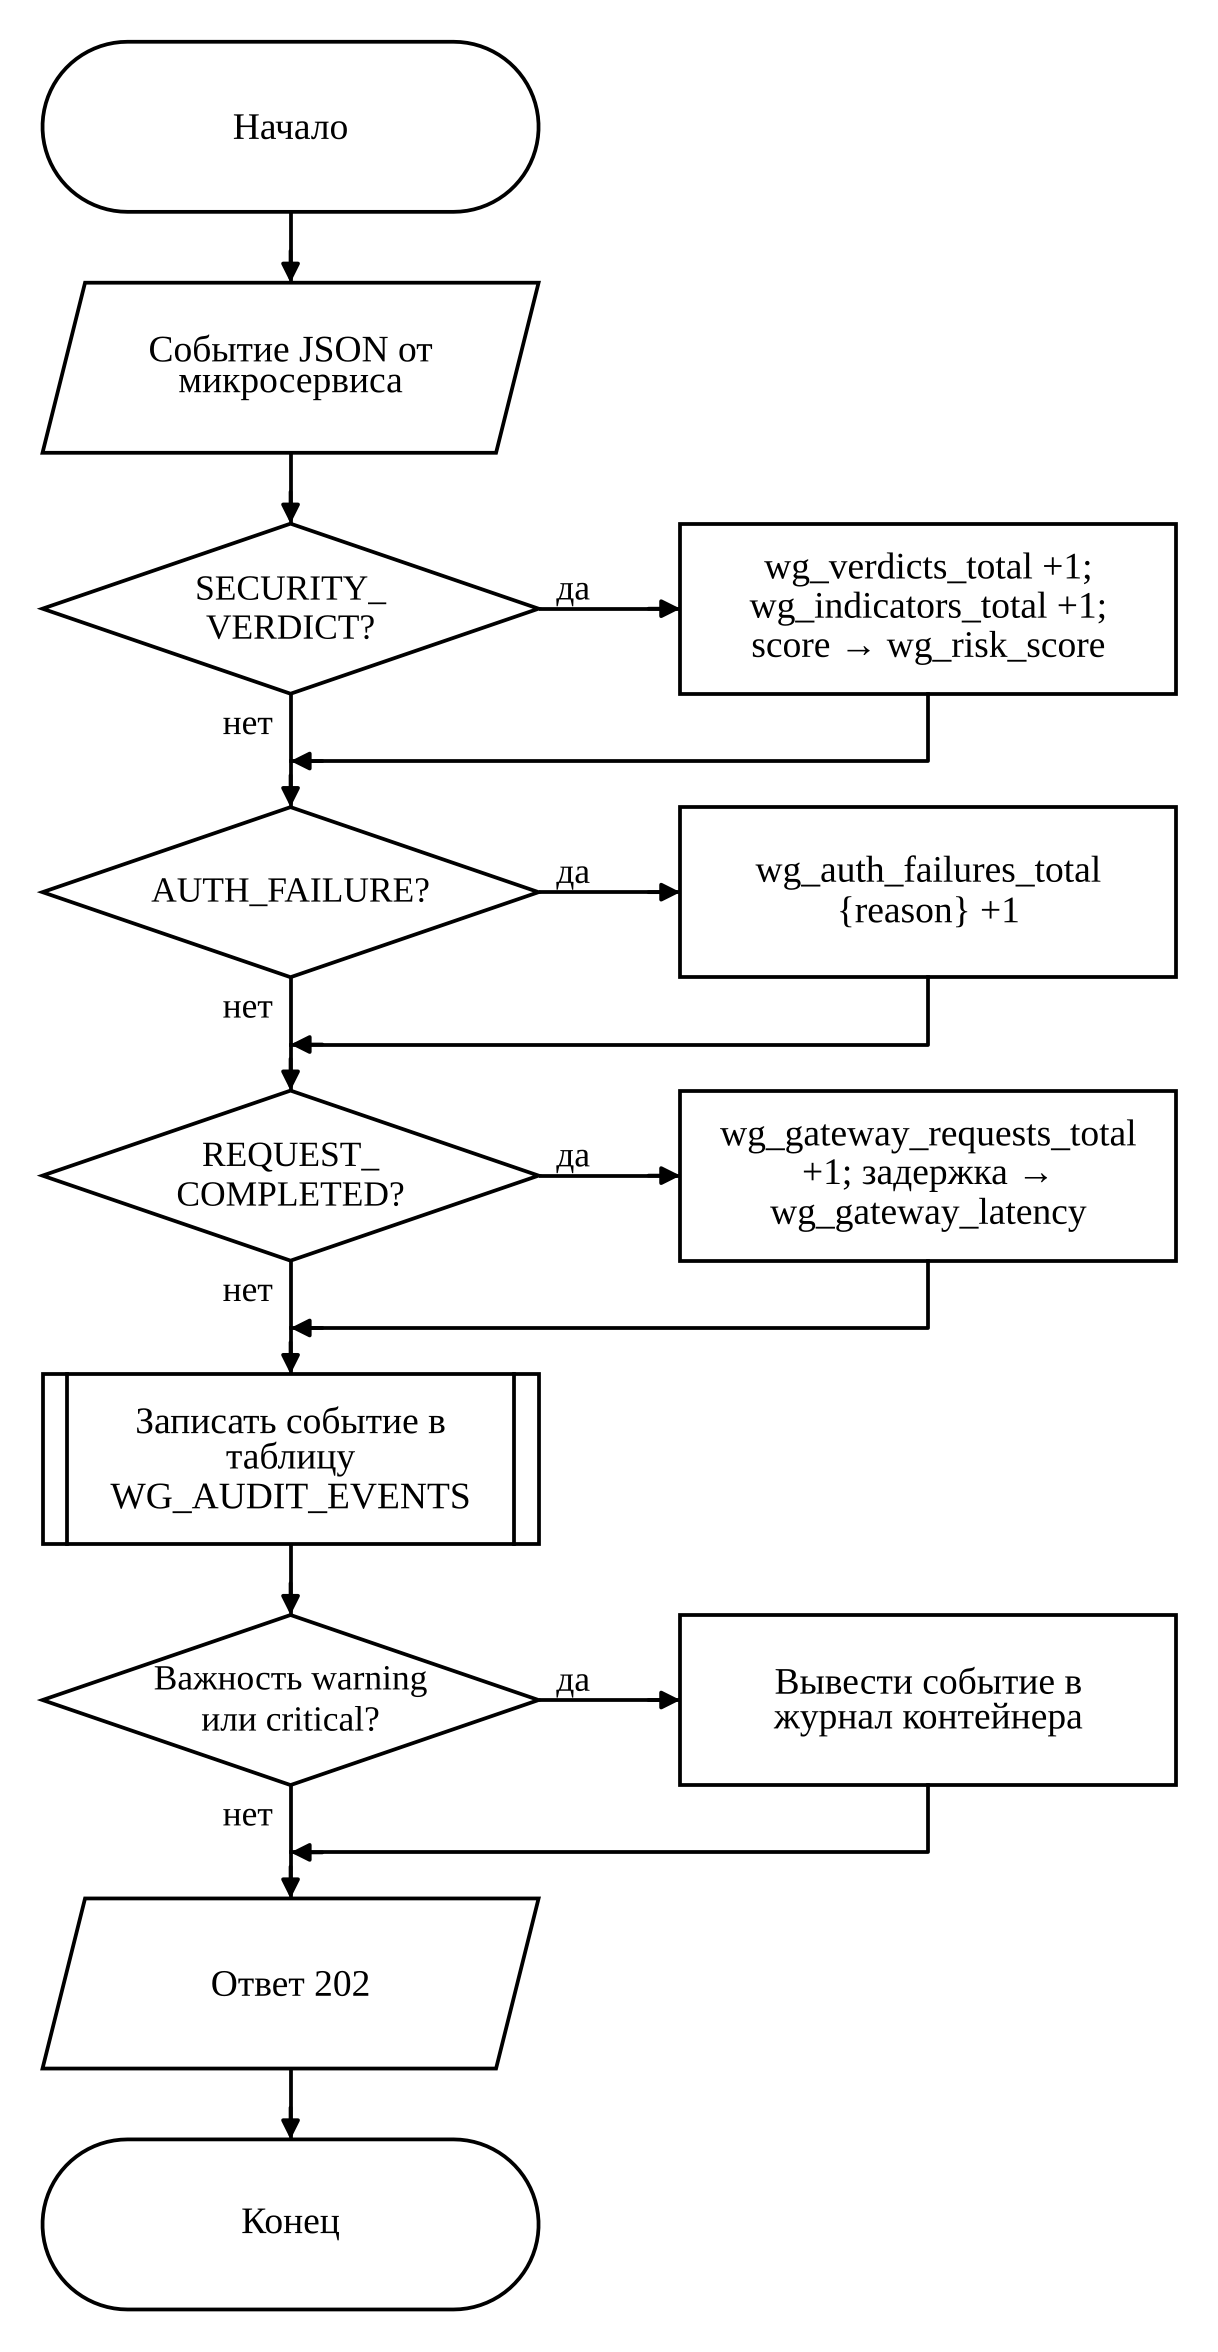 Начало
Событие JSON от
микросервиса
SECURITY_
VERDICT?
да
wg_verdicts_total +1;
wg_indicators_total +1;
score → wg_risk_score
нет
AUTH_FAILURE?
да
wg_auth_failures_total
{reason} +1
нет
REQUEST_
COMPLETED?
да
wg_gateway_requests_total
+1; задержка →
wg_gateway_latency
нет
Записать событие в
таблицу
WG_AUDIT_EVENTS
Важность warning
или critical?
да
Вывести событие в
журнал контейнера
нет
Ответ 202
Конец